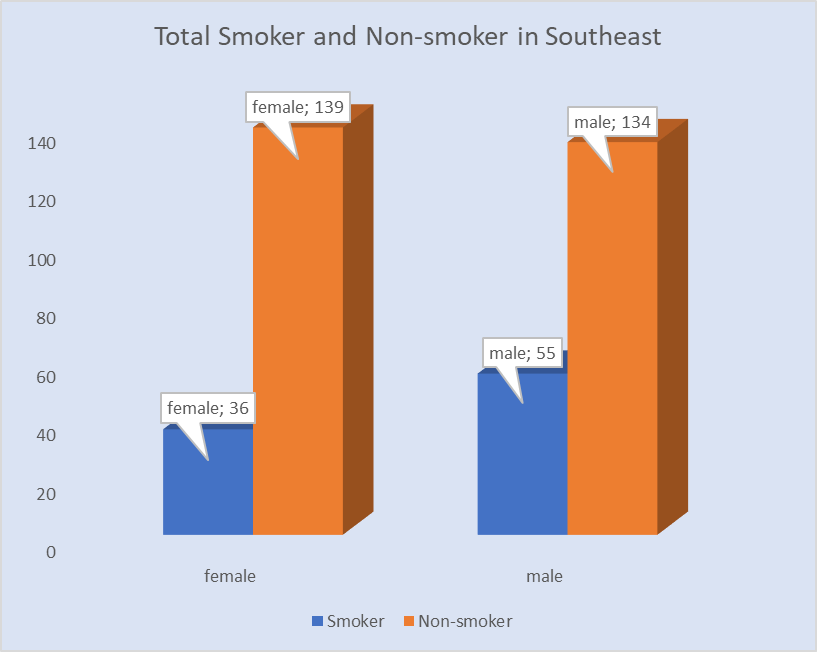 Total Smoker and Non-smoker in Southeast
female; 139
male; 134
140
120
100
80
male; 55
60
female; 36
40
20
0
female male
Smoker Non-smoker